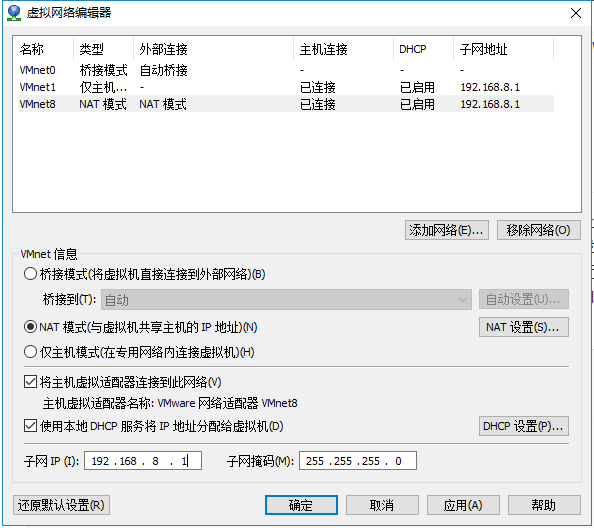 虚拟网络编辑器
名称 类型 外部连接 主机连接 DHCP 子网地址
VMnet0 桥接模式 自动桥接 - - -
VMnet1 仅主机... - 已连接 已启用 192.168.8.1
VMnet8 NAT 模式 NAT 模式 已连接 已启用 192.168.8.1
添加网络(E)... 移除网络(O)
VMnet 信息
桥接模式(将虚拟机直接连接到外部网络)(B)
桥接到(T): 自动 自动设置(U)...
NAT 模式(与虚拟机共享主机的 IP 地址)(N) NAT 设置(S)...
仅主机模式(在专用网络内连接虚拟机)(H)
将主机虚拟适配器连接到此网络(V)
主机虚拟适配器名称: VMware 网络适配器 VMnet8
使用本地 DHCP 服务将 IP 地址分配给虚拟机(D) DHCP 设置(P)...
子网 IP (I): 192 . 168 . 8 . 1 子网掩码(M): 255 . 255 . 255 . 0
还原默认设置(R) 确定 取消 应用(A) 帮助